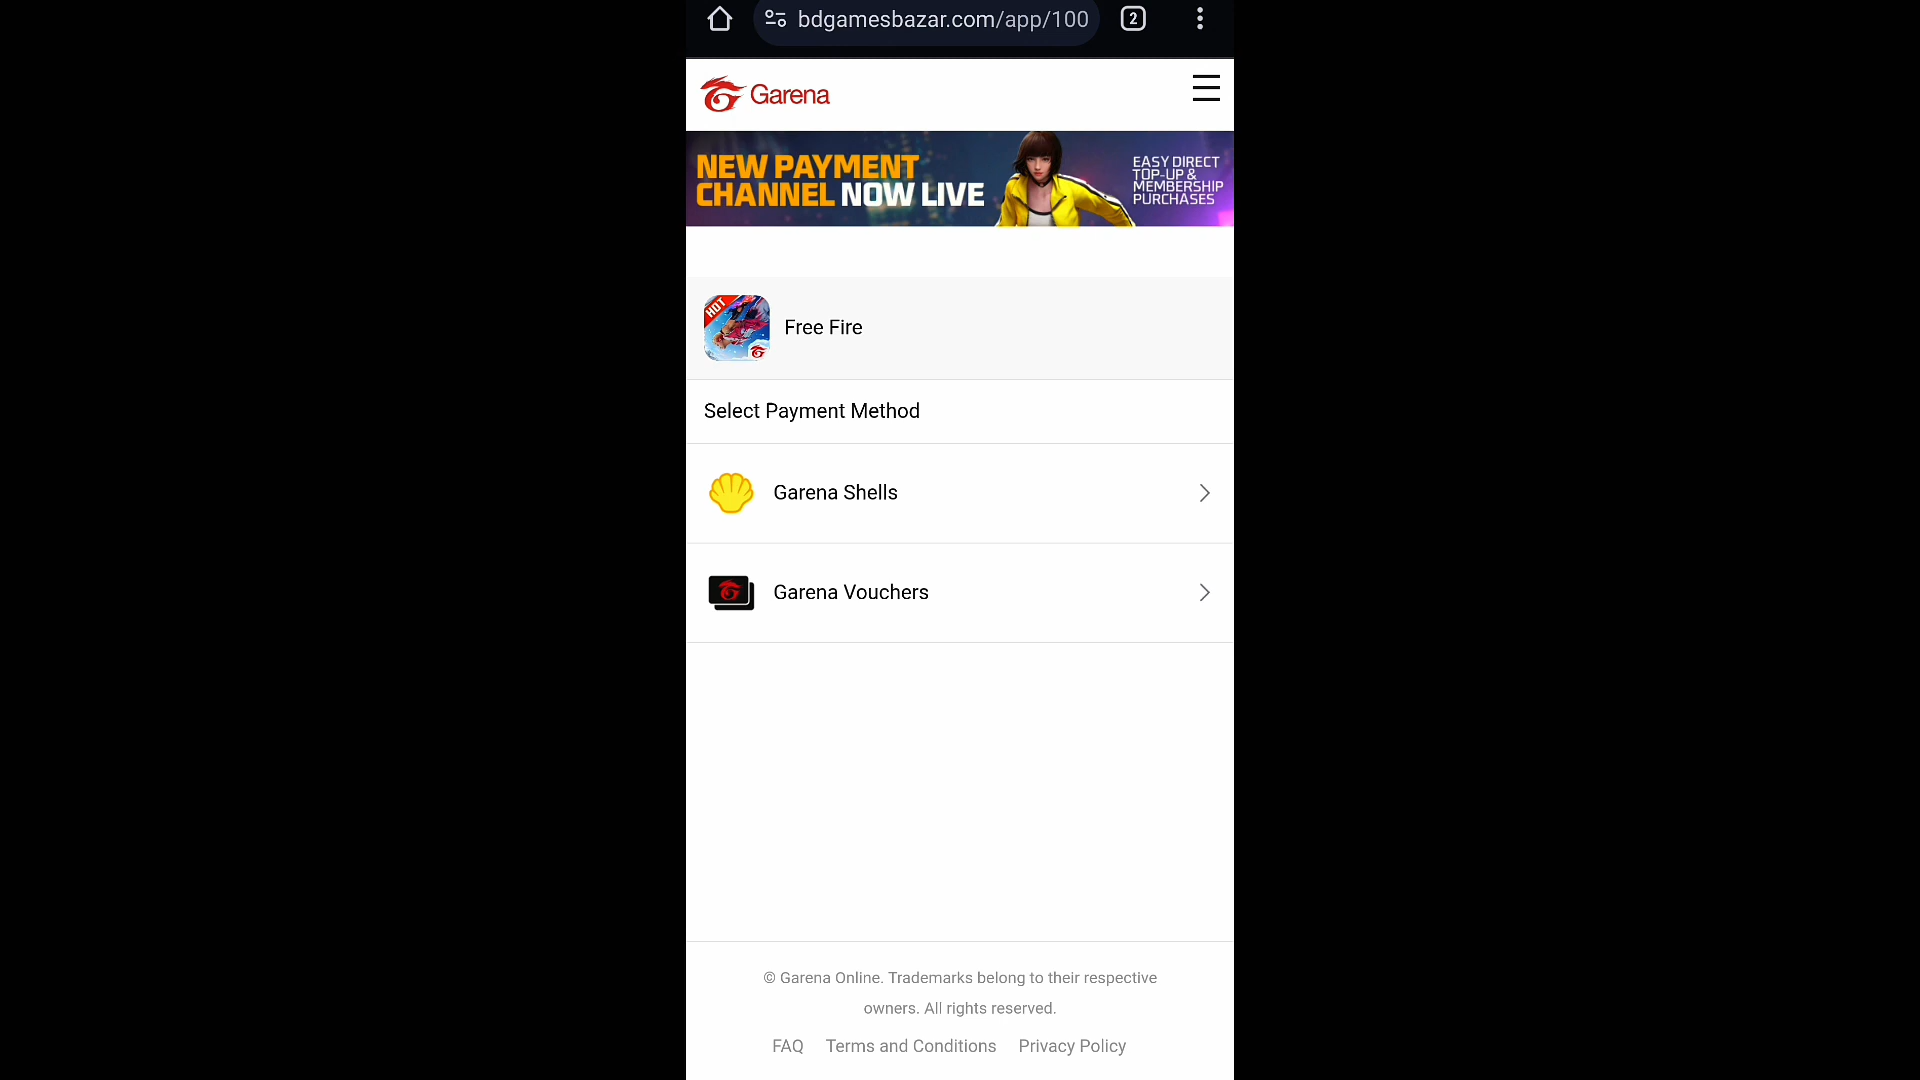 bdgamesbazar.com/app/100
2
Garena
NEW PAYMENT
CHANNEL NOW LIVE
EASY DIRECT
TOP-UP &
MEMBERSHIP
PURCHASES
HOT
Free Fire
Select Payment Method
Garena Shells
Garena Vouchers
© Garena Online. Trademarks belong to their respective
owners. All rights reserved.
FAQ Terms and Conditions Privacy Policy